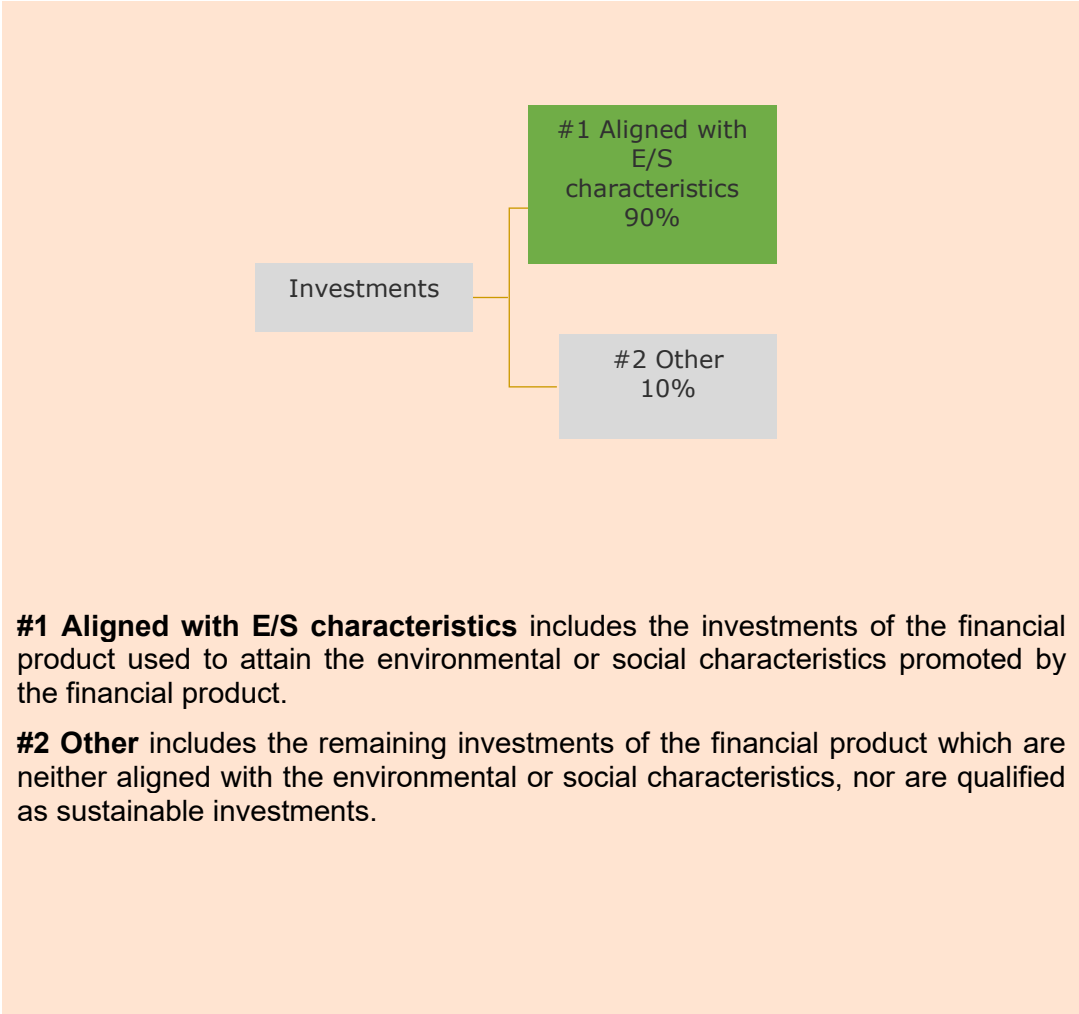 #1 Aligned with
E/S
characteristics
90%
Investments
#2 Other
10%
#1 Aligned with E/S characteristics includes the investments of the financial
product used to attain the environmental or social characteristics promoted by
the financial product.
#2 Other includes the remaining investments of the financial product which are
neither aligned with the environmental or social characteristics, nor are qualified
as sustainable investments.